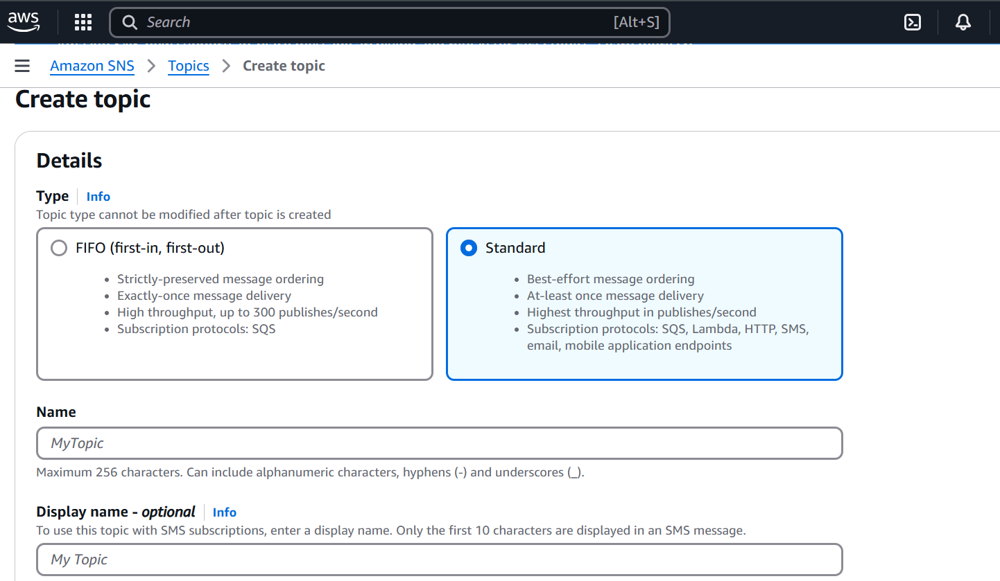 aws
Search [Alt+S]
Amazon SNS > Topics > Create topic
Create topic
Details
Type Info
Topic type cannot be modified after topic is created
FIFO (first-in, first-out)
• Strictly-preserved message ordering
• Exactly-once message delivery
• High throughput, up to 300 publishes/second
• Subscription protocols: SQS
Standard
• Best-effort message ordering
• At-least once message delivery
• Highest throughput in publishes/second
• Subscription protocols: SQS, Lambda, HTTP, SMS,
email, mobile application endpoints
Name
MyTopic
Maximum 256 characters. Can include alphanumeric characters, hyphens (-) and underscores (_).
Display name - optional Info
To use this topic with SMS subscriptions, enter a display name. Only the first 10 characters are displayed in an SMS message.
My Topic